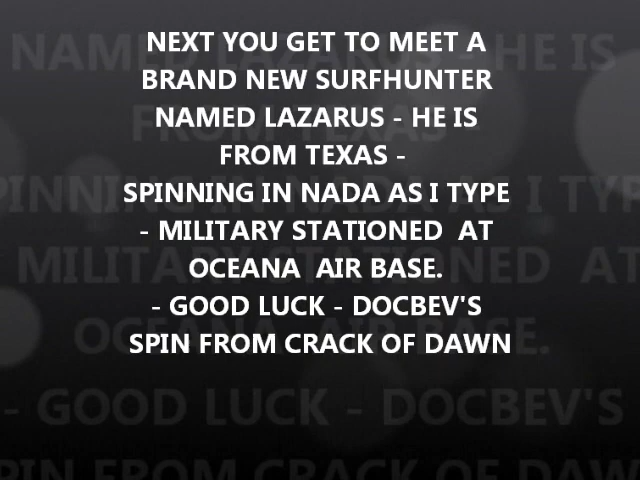 NEXT YOU GET TO MEET A
BRAND NEW SURFHUNTER
NAMED LAZARUS - HE IS
FROM TEXAS -
SPINNING IN NADA AS I TYPE
- MILITARY STATIONED  AT
OCEANA  AIR BASE.
- GOOD LUCK - DOCBEV'S
SPIN FROM CRACK OF DAWN